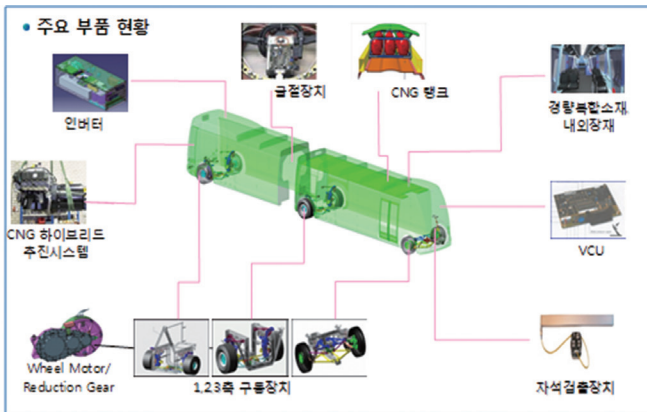 • 주요 부품 현황
인버터
굴절장치
CNG 탱크
경량복합소재,
내외장재
CNG 하이브리드
추진시스템
VCU
Wheel Motor/
Reduction Gear
1,2,3축 구동장치
자석검출장치